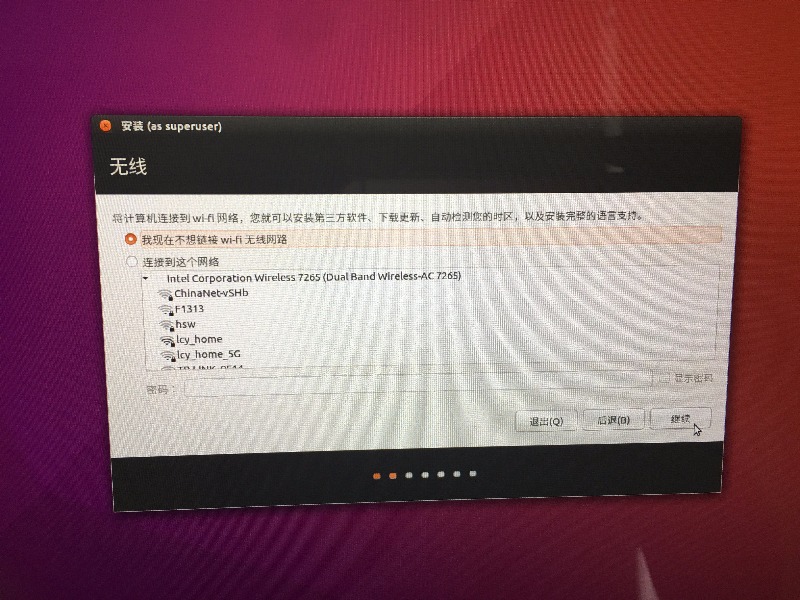 安装 (as superuser)
无线
将计算机连接到 wi-fi 网络，您就可以安装第三方软件、下载更新、自动检测您的时区，以及安装完整的语言支持。
我现在不想链接 wi-fi 无线网路
连接到这个网络
Intel Corporation Wireless 7265 (Dual Band Wireless-AC 7265)
ChinaNet-vSHb
F1313
hsw
lcy_home
lcy_home_5G
密码：
显示密码
退出(Q)
后退(B)
继续